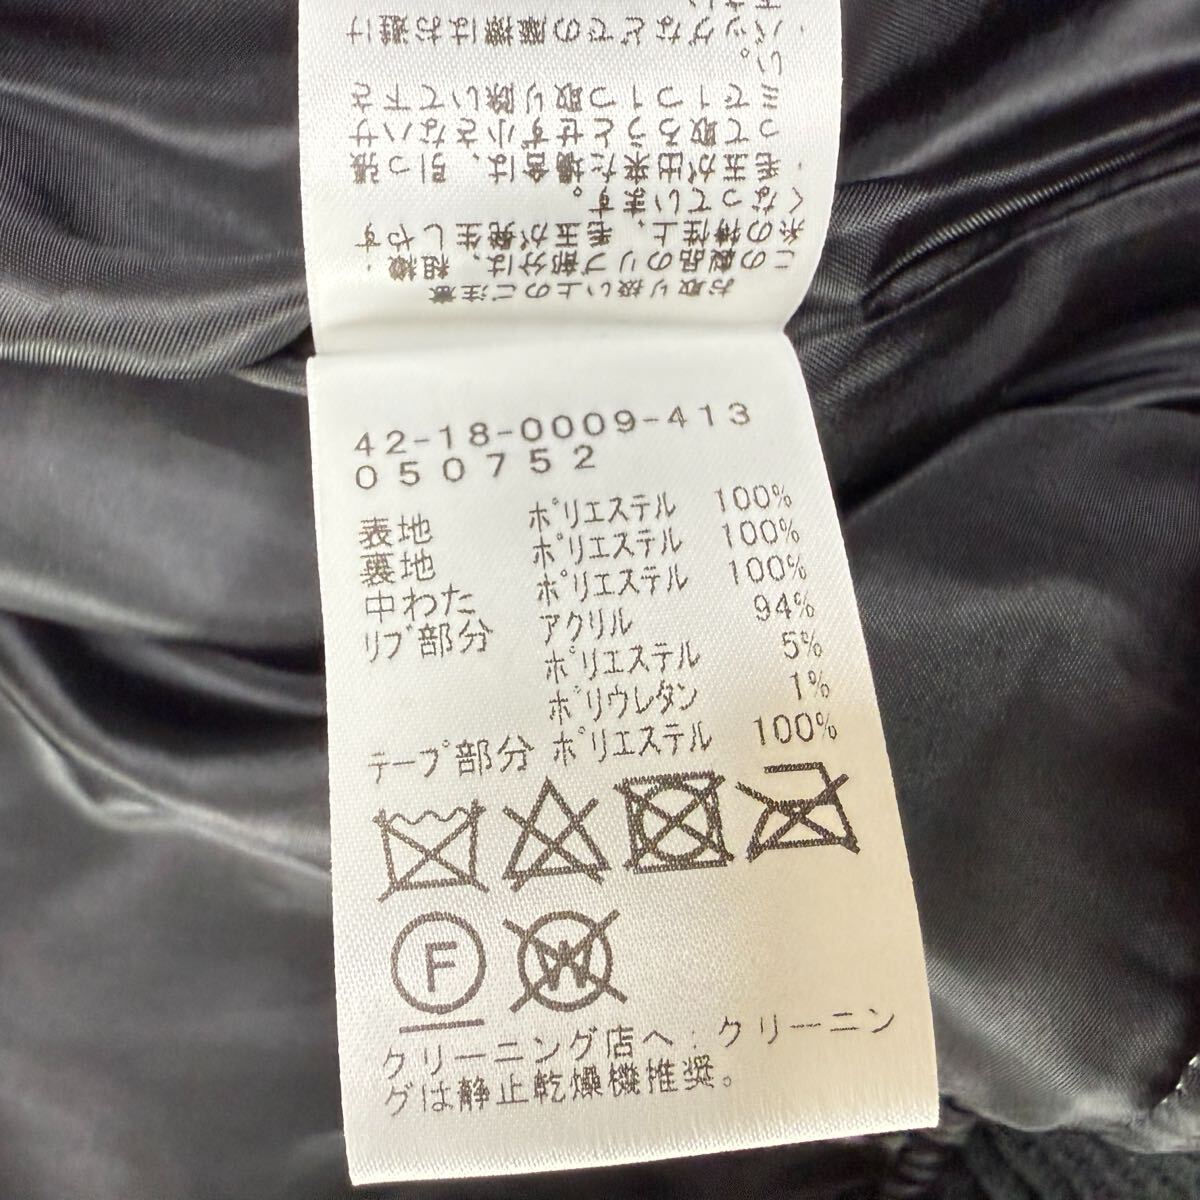 お取り扱い上のご注意
・この製品のリブ部分は、組織・
糸の特性上、毛玉が発生しやす
くなっています。
・毛玉が出来た場合は、引っ張
って取ろうとせず小さなハサ
ミで1つ1つ取り除いて下さ
い。
・バッグなどでの摩擦はお避け
42-18-0009-413
050752
表地 ポリエステル 100%
裏地 ポリエステル 100%
中わた ポリエステル 100%
リブ部分 アクリル 94%
ポリエステル 5%
ポリウレタン 1%
テープ部分 ポリエステル 100%
F W
クリーニング店へ:クリーニン
グは静止乾燥機推奨。